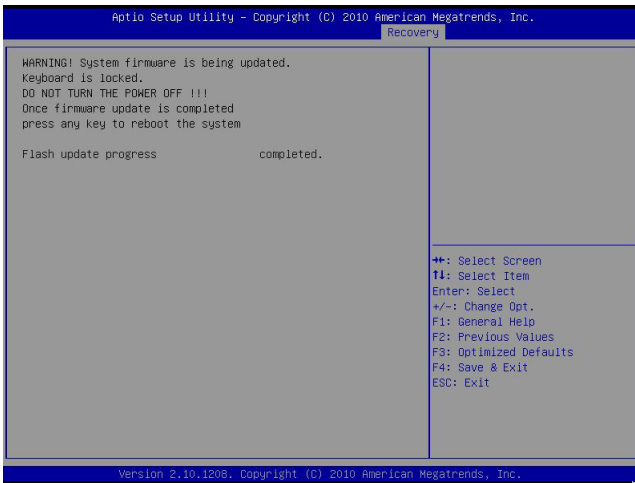 Aptio Setup Utility – Copyright (C) 2010 American Megatrends, Inc.
Recovery
WARNING! System firmware is being updated.
Keyboard is locked.
DO NOT TURN THE POWER OFF !!!
Once firmware update is completed
press any key to reboot the system
Flash update progress completed.
→←: Select Screen
↑↓: Select Item
Enter: Select
+/-: Change Opt.
F1: General Help
F2: Previous Values
F3: Optimized Defaults
F4: Save & Exit
ESC: Exit
Version 2.10.1208. Copyright (C) 2010 American Megatrends, Inc.